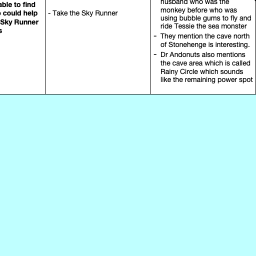 able to find
could help
Sky Runner
- Take the Sky Runner
husband who was the
monkey before who was
using bubble gums to fly and
ride Tessie the sea monster
- They mention the cave north
of Stonehenge is interesting.
- Dr Andonuts also mentions
the cave area which is called
Rainy Circle which sounds
like the remaining power spot